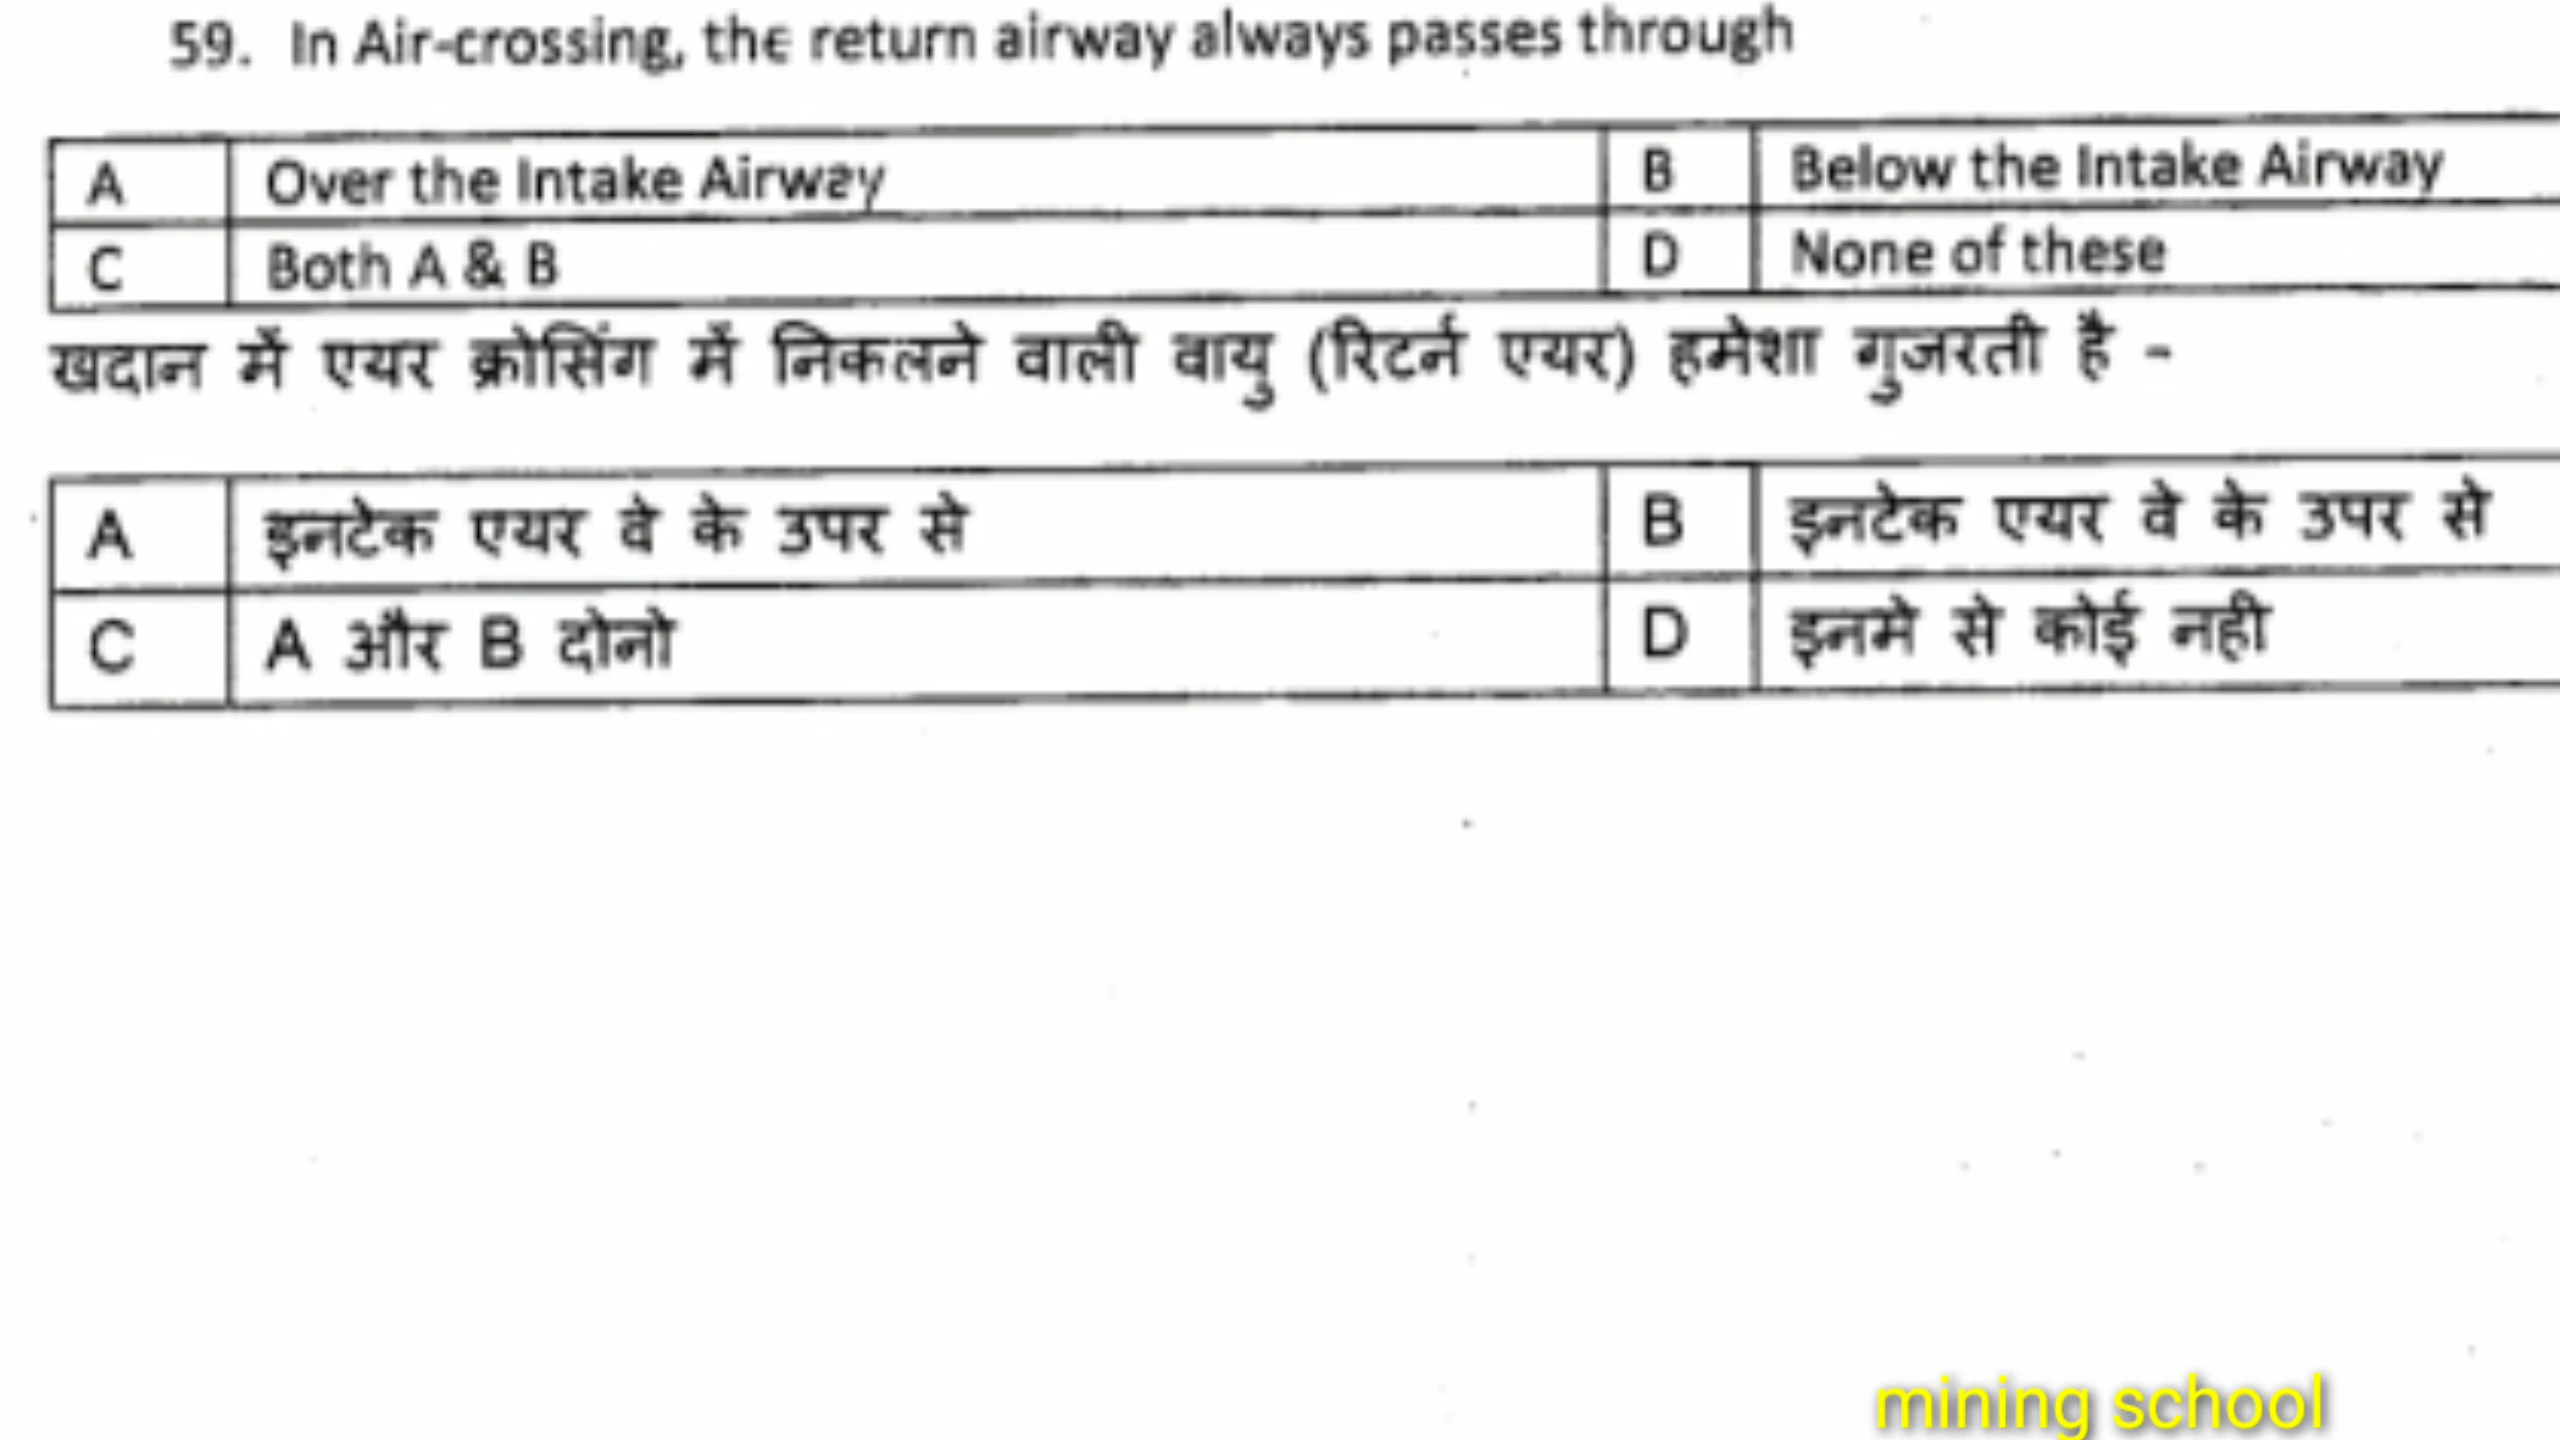 59. In Air-crossing, the return airway always passes through
A Over the Intake Airway B Below the Intake Airway
C Both A & B D None of these
खदान में एयर क्रोसिंग में निकलने वाली वायु (रिटर्न एयर) हमेशा गुजरती है -
A इनटेक एयर वे के उपर से B इनटेक एयर वे के उपर से
C A और B दोनो D इनमे से कोई नही
mining school